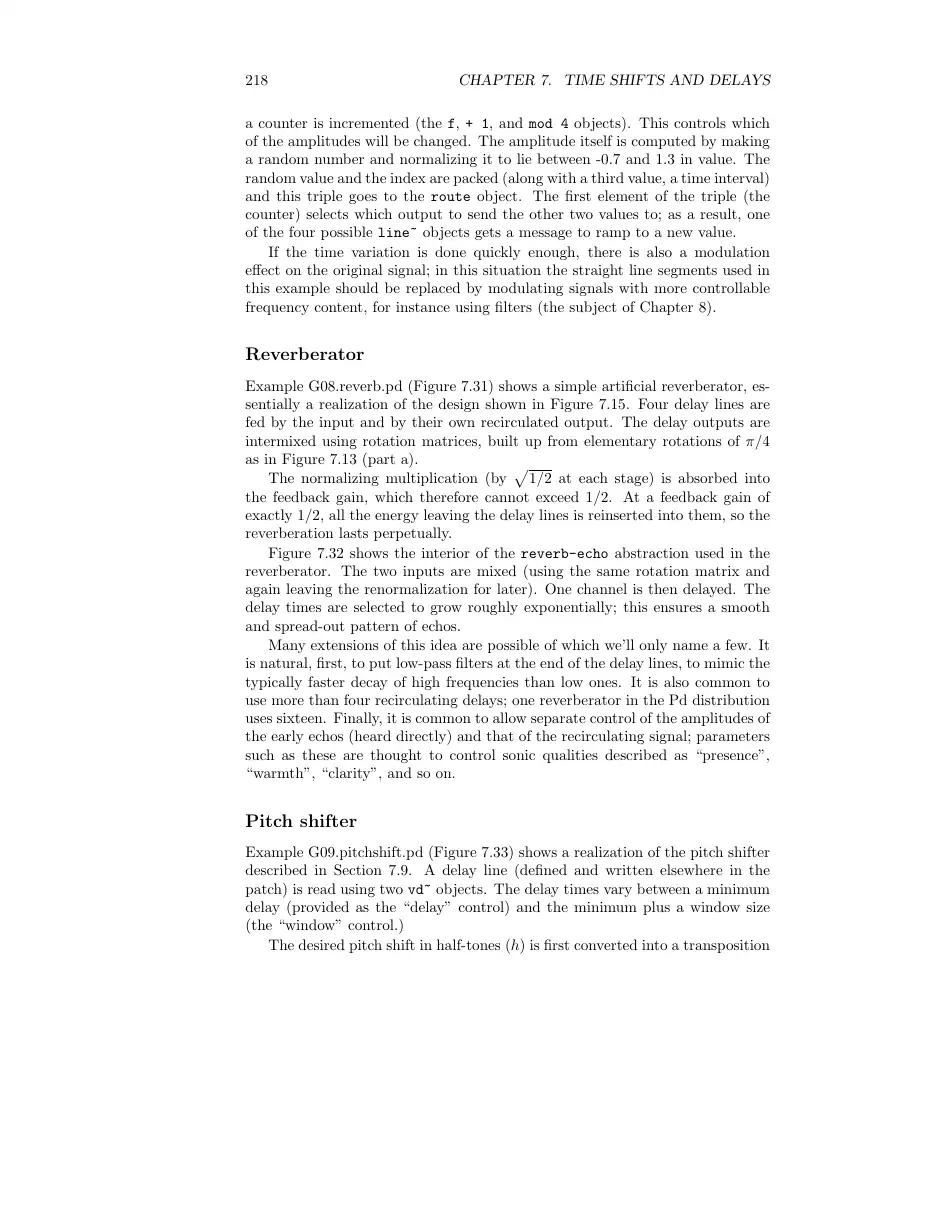 218 CHAPTER 7. TIME SHIFTS AND DELAYS
a counter is incremented (the f, + 1, and mod 4 objects). This controls which
of the amplitudes will be changed. The amplitude itself is computed by making
a random number and normalizing it to lie between -0.7 and 1.3 in value. The
random value and the index are packed (along with a third value, a time interval)
and this triple goes to the route object. The first element of the triple (the
counter) selects which output to send the other two values to; as a result, one
of the four possible line~ objects gets a message to ramp to a new value.
If the time variation is done quickly enough, there is also a modulation
effect on the original signal; in this situation the straight line segments used in
this example should be replaced by modulating signals with more controllable
frequency content, for instance using filters (the subject of Chapter 8).
Reverberator
Example G08.reverb.pd (Figure 7.31) shows a simple artificial reverberator, es-
sentially a realization of the design shown in Figure 7.15. Four delay lines are
fed by the input and by their own recirculated output. The delay outputs are
intermixed using rotation matrices, built up from elementary rotations of π/4
as in Figure 7.13 (part a).
The normalizing multiplication (by √1/2 at each stage) is absorbed into
the feedback gain, which therefore cannot exceed 1/2. At a feedback gain of
exactly 1/2, all the energy leaving the delay lines is reinserted into them, so the
reverberation lasts perpetually.
Figure 7.32 shows the interior of the reverb-echo abstraction used in the
reverberator. The two inputs are mixed (using the same rotation matrix and
again leaving the renormalization for later). One channel is then delayed. The
delay times are selected to grow roughly exponentially; this ensures a smooth
and spread-out pattern of echos.
Many extensions of this idea are possible of which we'll only name a few. It
is natural, first, to put low-pass filters at the end of the delay lines, to mimic the
typically faster decay of high frequencies than low ones. It is also common to
use more than four recirculating delays; one reverberator in the Pd distribution
uses sixteen. Finally, it is common to allow separate control of the amplitudes of
the early echos (heard directly) and that of the recirculating signal; parameters
such as these are thought to control sonic qualities described as “presence”,
“warmth”, “clarity”, and so on.
Pitch shifter
Example G09.pitchshift.pd (Figure 7.33) shows a realization of the pitch shifter
described in Section 7.9. A delay line (defined and written elsewhere in the
patch) is read using two vd~ objects. The delay times vary between a minimum
delay (provided as the “delay” control) and the minimum plus a window size
(the “window” control.)
The desired pitch shift in half-tones (h) is first converted into a transposition